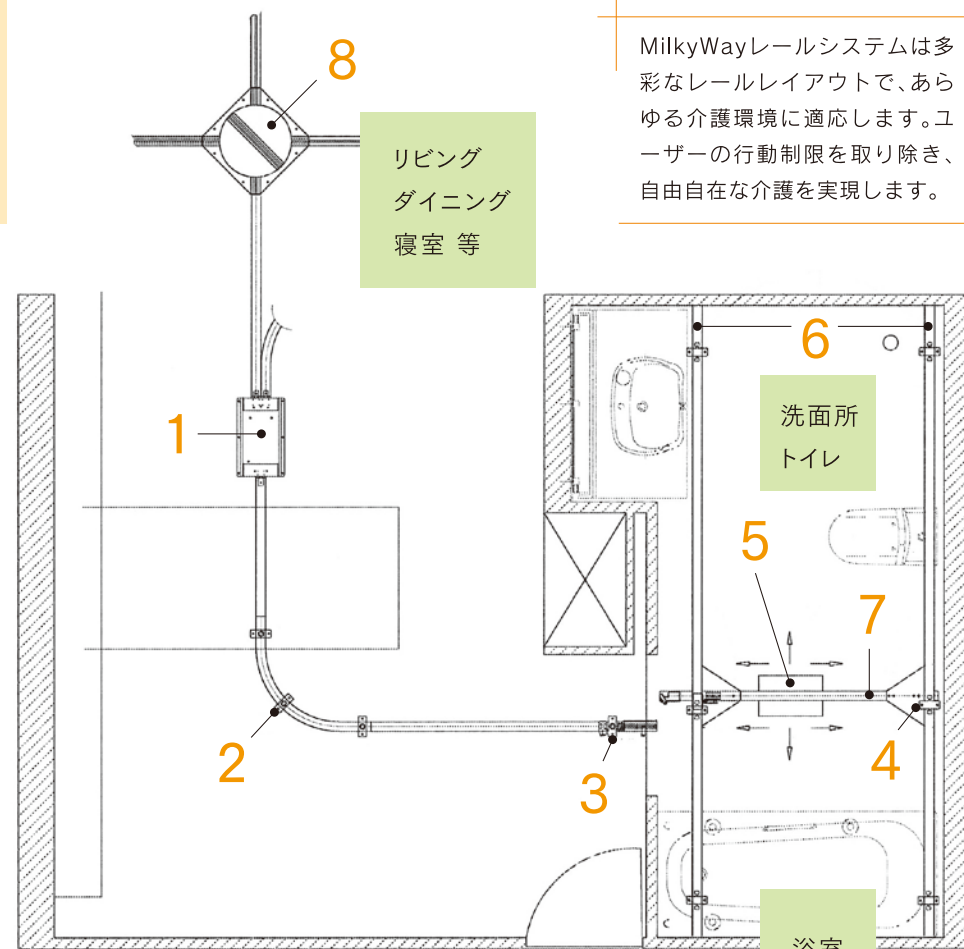 MilkyWayレールシステムは多
彩なレールレイアウトで、あら
ゆる介護環境に適応します。ユ
ーザーの行動制限を取り除き、
自由自在な介護を実現します。
8
リビング
ダイニング
寝室 等
6
1
洗面所
トイレ
5
7
2
3
4
浴室